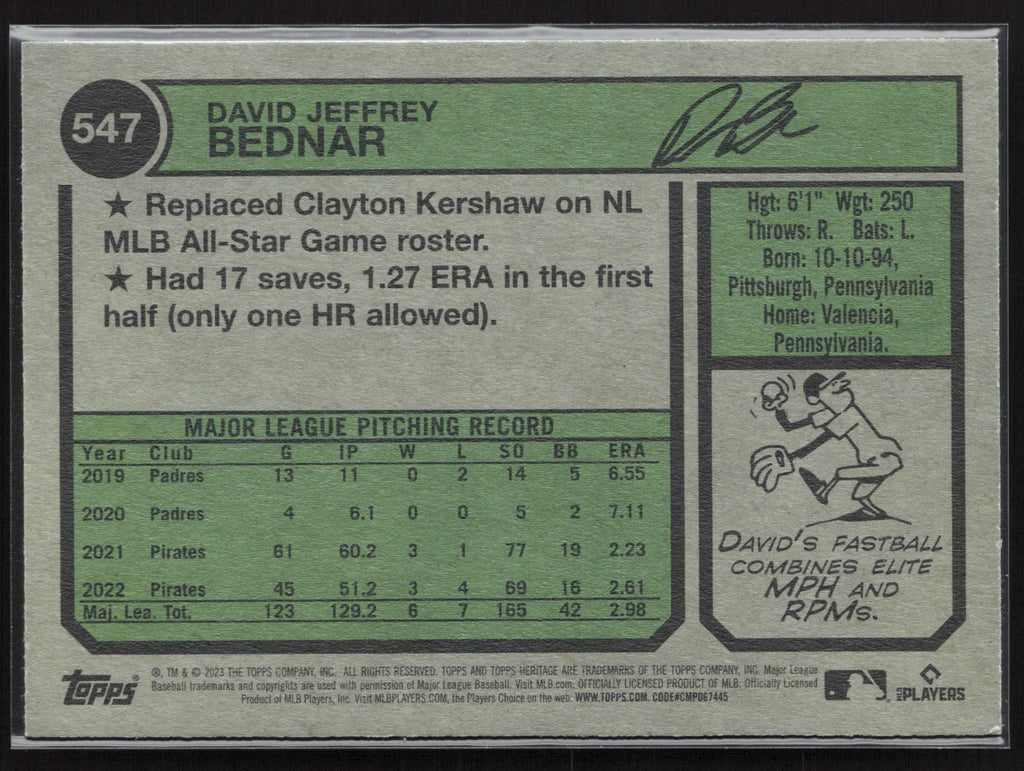 547
DAVID JEFFREY
BEDNAR
★ Replaced Clayton Kershaw on NL
MLB All-Star Game roster.
★ Had 17 saves, 1.27 ERA in the first
half (only one HR allowed).
Hgt: 6'1" Wgt: 250
Throws: R. Bats: L.
Born: 10-10-94,
Pittsburgh, Pennsylvania
Home: Valencia,
Pennsylvania.
MAJOR LEAGUE PITCHING RECORD
Year Club G IP W L SO BB ERA
2019 Padres 13 11 0 2 14 5 6.55
2020 Padres 4 6.1 0 0 5 2 7.11
2021 Pirates 61 60.2 3 1 77 19 2.23
2022 Pirates 45 51.2 3 4 69 16 2.61
Maj. Lea. Tot. 123 129.2 6 7 165 42 2.98
DAVID'S FASTBALL
COMBINES ELITE
MPH AND
RPMs.
Topps®
®, TM & © 2023 THE TOPPS COMPANY, INC. ALL RIGHTS RESERVED. TOPPS AND TOPPS HERITAGE ARE TRADEMARKS OF THE TOPPS COMPANY, INC. Major League
Baseball trademarks and copyrights are used with permission of Major League Baseball. Visit MLB.com. OFFICIALLY LICENSED PRODUCT OF MLB. Officially Licensed
Product of MLB Players, Inc. Visit MLBPLAYERS.COM, the Players Choice on the web. WWW.TOPPS.COM. CODE#CMP067445
MLB PLAYERS